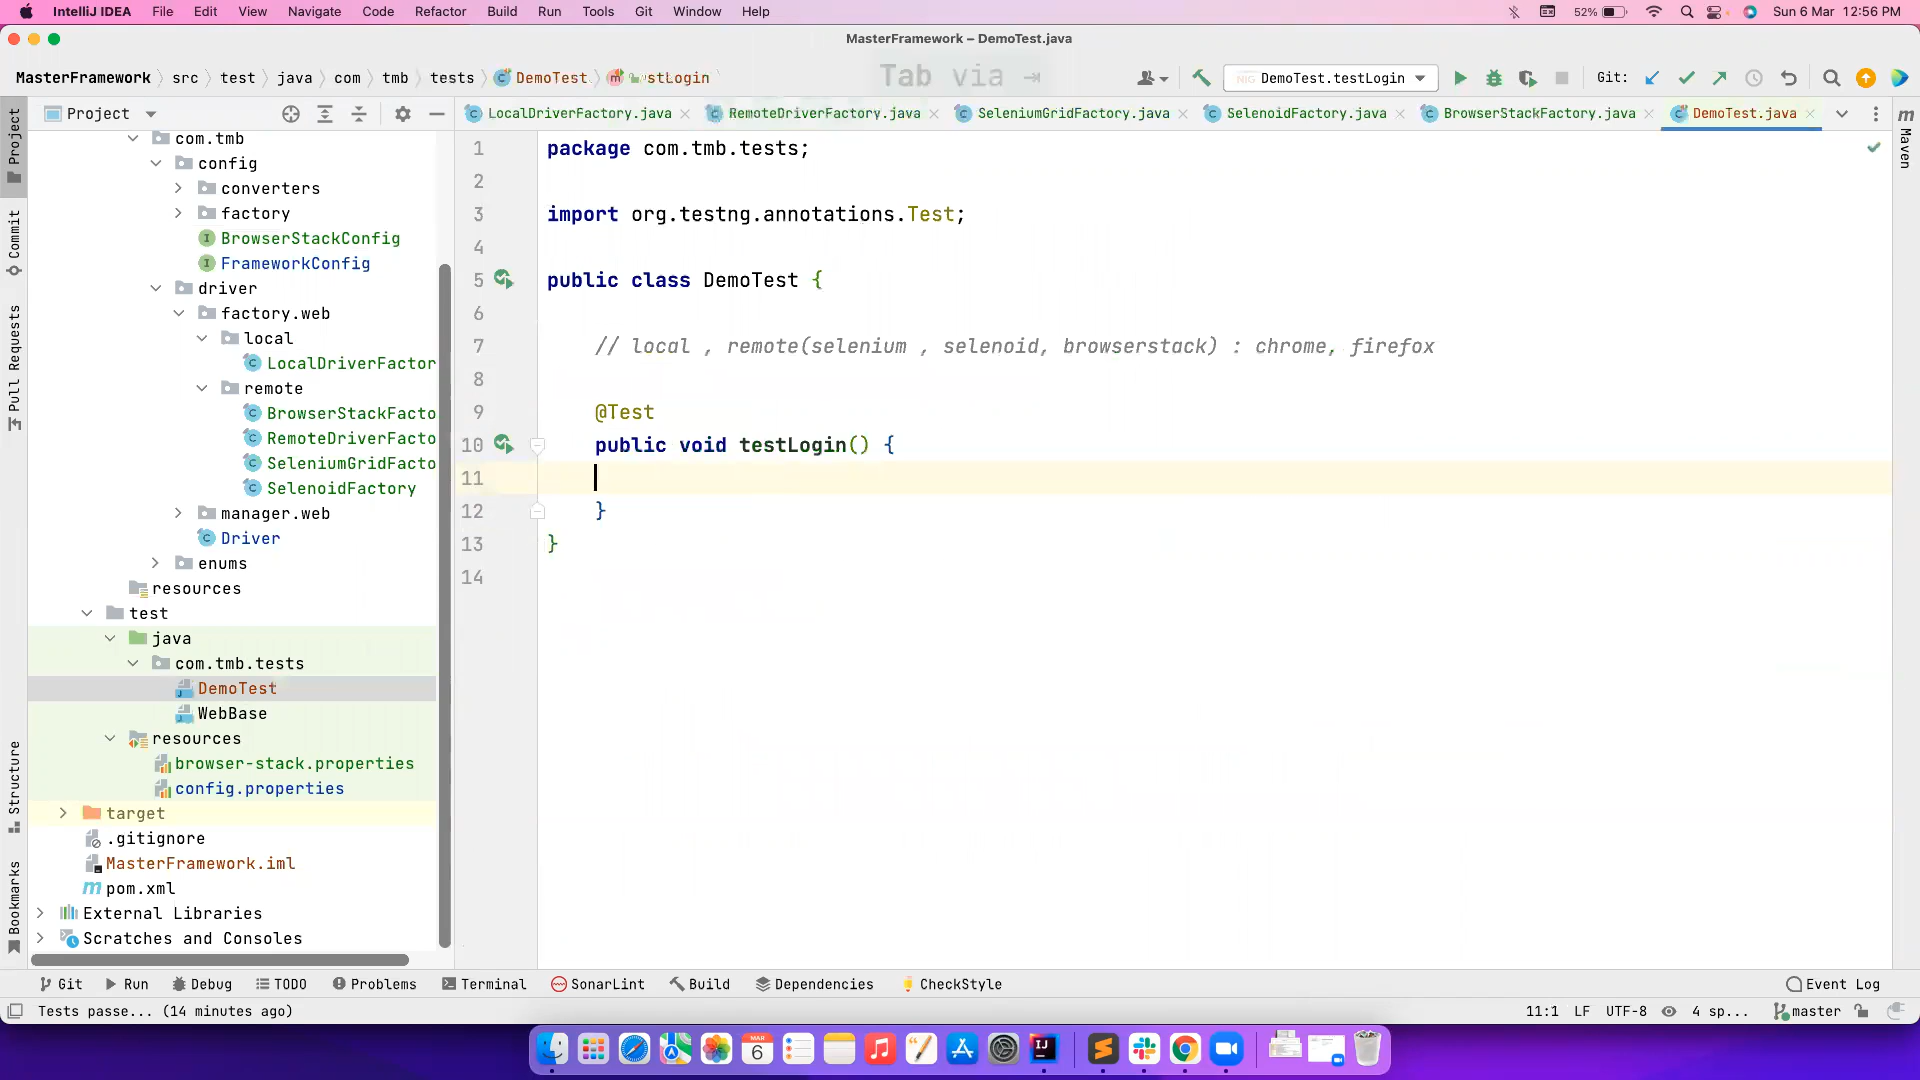 IntelliJ IDEA File Edit View Navigate Code Refactor Build Run Tools Git Window Help 52% Sun 6 Mar 12:56 PM
MasterFramework – DemoTest.java
MasterFramework src test java com tmb tests DemoTest stLogin Tab via ⇥ DemoTest.testLogin Git:
Project LocalDriverFactory.java RemoteDriverFactory.java SeleniumGridFactory.java SelenoidFactory.java BrowserStackFactory.java DemoTest.java
com.tmb
config
converters
factory
BrowserStackConfig
FrameworkConfig
driver
factory.web
local
LocalDriverFactor
remote
BrowserStackFacto
RemoteDriverFacto
SeleniumGridFacto
SelenoidFactory
manager.web
Driver
enums
resources
test
java
com.tmb.tests
DemoTest
WebBase
resources
browser-stack.properties
config.properties
target
.gitignore
MasterFramework.iml
pom.xml
External Libraries
Scratches and Consoles
1 package com.tmb.tests;
2
3 import org.testng.annotations.Test;
4
5 public class DemoTest {
6
7 // local , remote(selenium , selenoid, browserstack) : chrome, firefox
8
9 @Test
10 public void testLogin() {
11
12 }
13 }
14
Project
Commit
Pull Requests
Structure
Bookmarks
Maven
Git Run Debug TODO Problems Terminal SonarLint Build Dependencies CheckStyle Event Log
Tests passe... (14 minutes ago) 11:1 LF UTF-8 4 sp... master
MAR
6
IJ